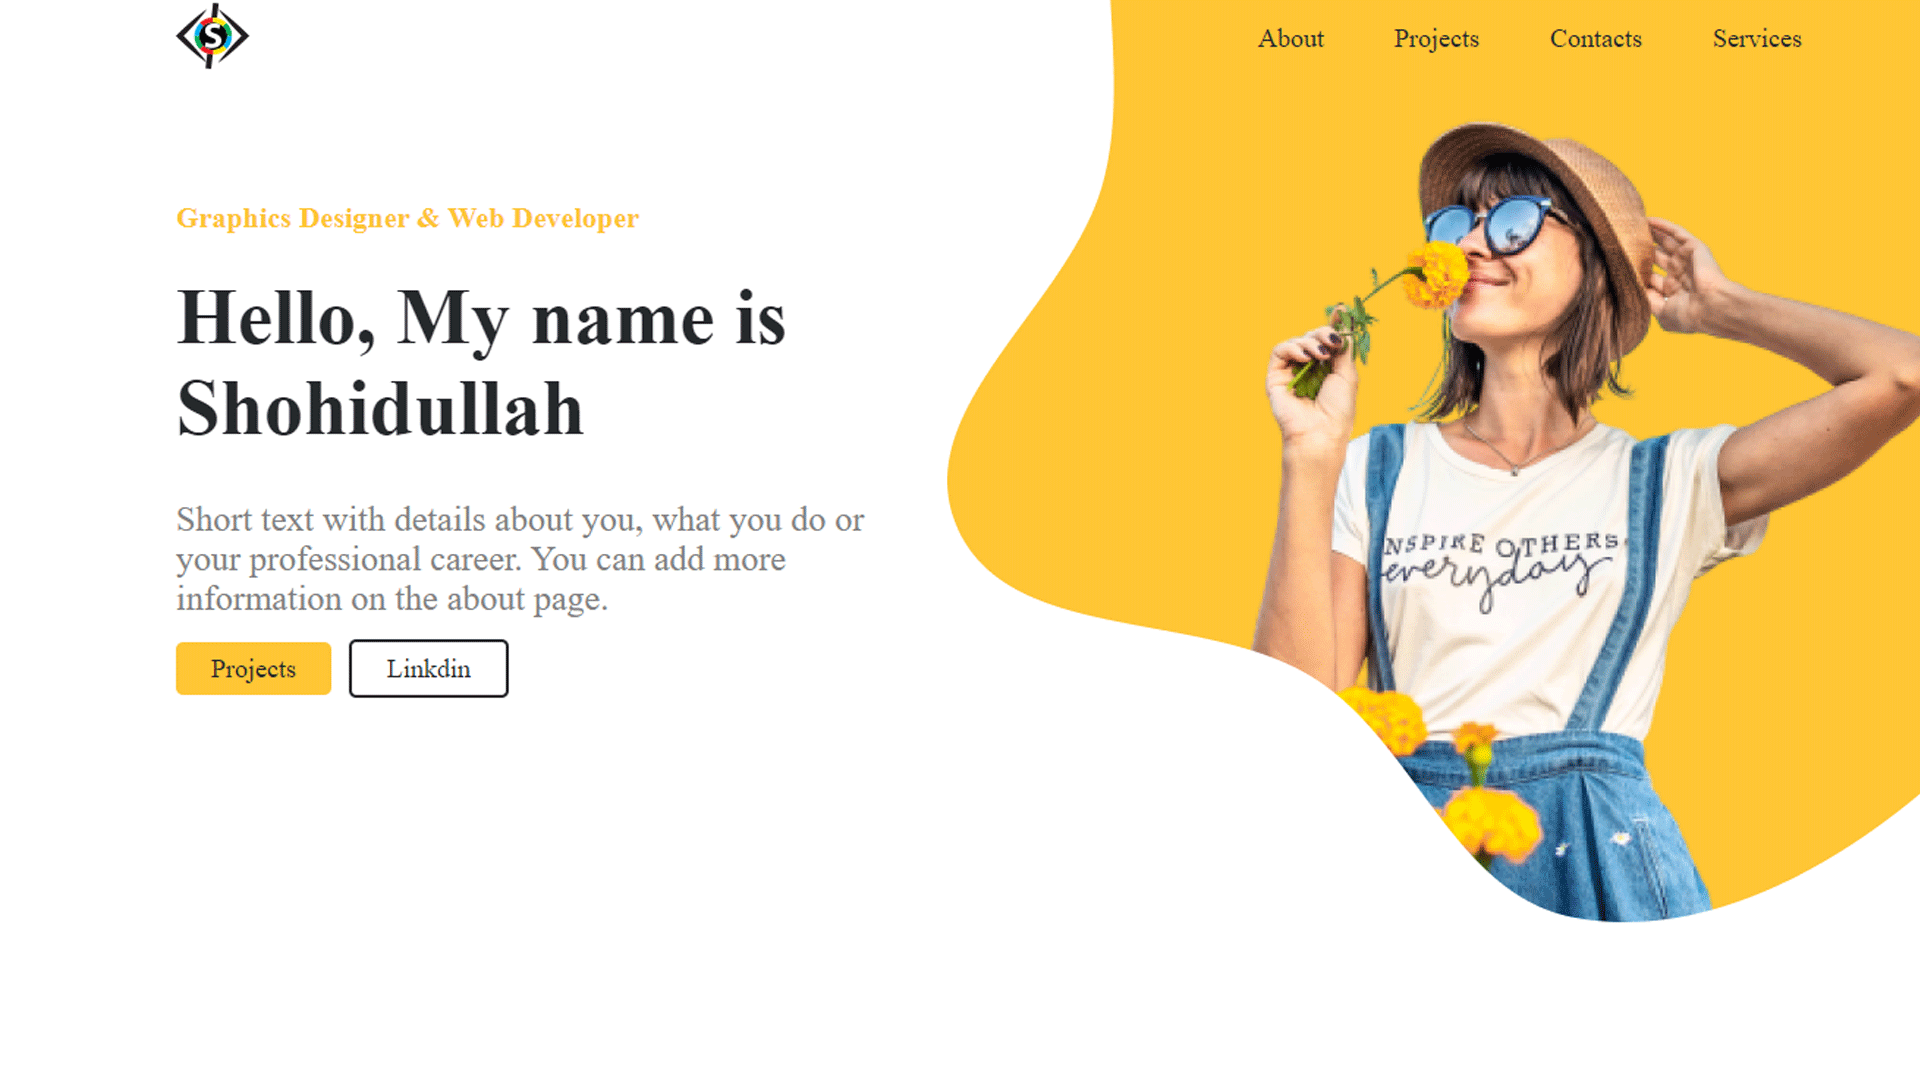 S
About Projects Contacts Services
Graphics Designer & Web Developer
Hello, My name is
Shohidullah
Short text with details about you, what you do or
your professional career. You can add more
information on the about page.
Projects Linkdin
NSPIRE OTHERS
everyday